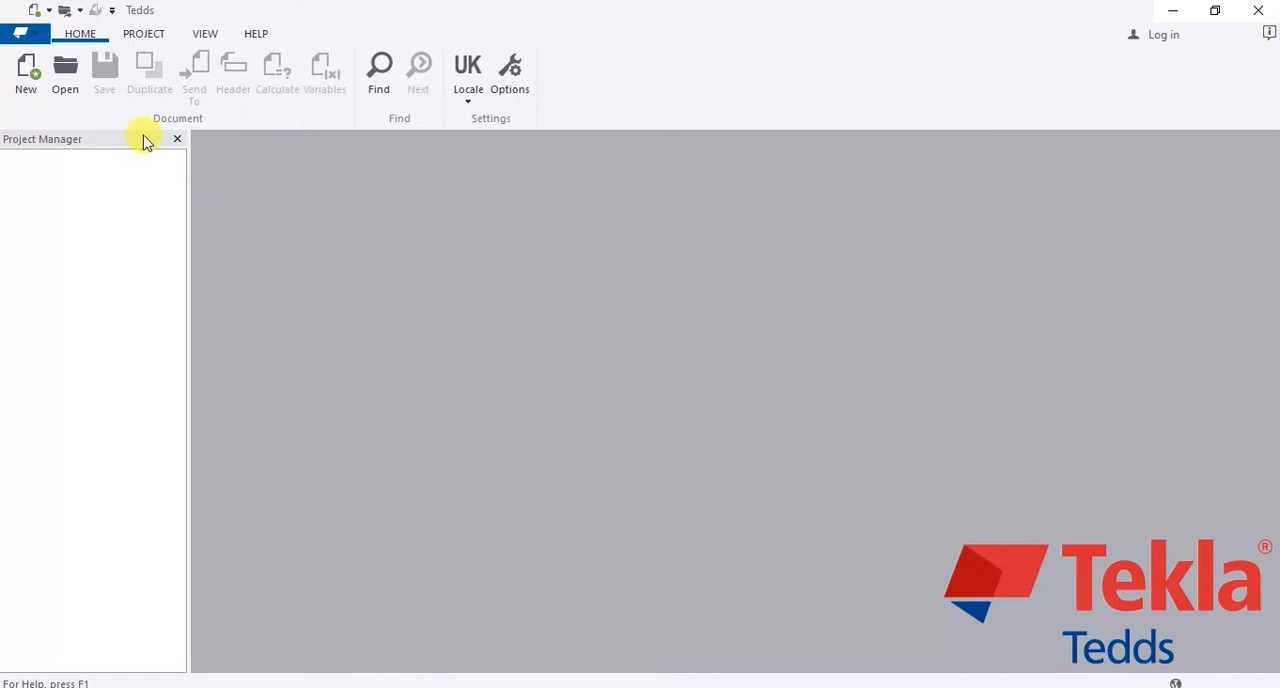 Tedds
HOME PROJECT VIEW HELP
Log in
UK
New Open Save Duplicate Send To Header Calculate Variables Find Next Locale Options
Document Find Settings
Project Manager
Tekla®
Tedds
For Help, press F1